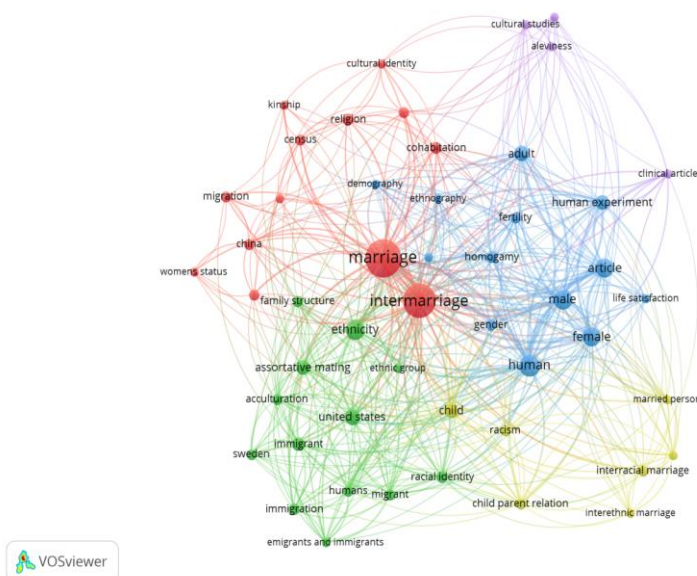 cultural studies
aleviness
cultural identity
kinship
religion
census
cohabitation
adult
clinical article
demography
migration
ethnography
human experiment
fertility
china
marriage
homogamy
womens status
article
intermarriage
family structure
male
life satisfaction
ethnicity
gender
female
assortative mating
ethnic group
human
acculturation
married person
united states
child
racism
immigrant
sweden
interracial marriage
racial identity
humans
migrant
child parent relation
immigration
interethnic marriage
emigrants and immigrants
VOSviewer